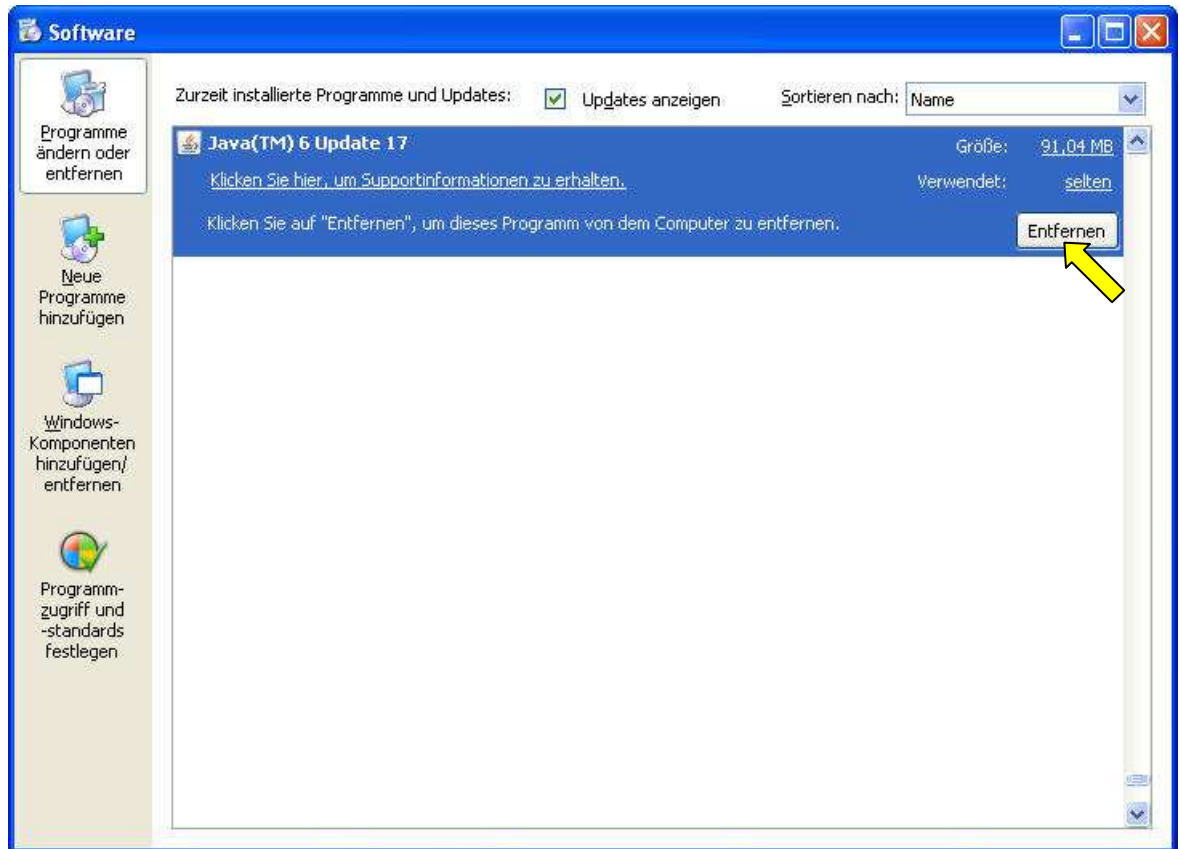 Software
Programme
ändern oder
entfernen
Neue
Programme
hinzufügen
Windows-
Komponenten
hinzufügen/
entfernen
Programm-
zugriff und
-standards
festlegen
Zurzeit installierte Programme und Updates: Updates anzeigen Sortieren nach: Name
Java(TM) 6 Update 17 Größe: 91,04 MB
Klicken Sie hier, um Supportinformationen zu erhalten. Verwendet: selten
Klicken Sie auf "Entfernen", um dieses Programm von dem Computer zu entfernen. Entfernen